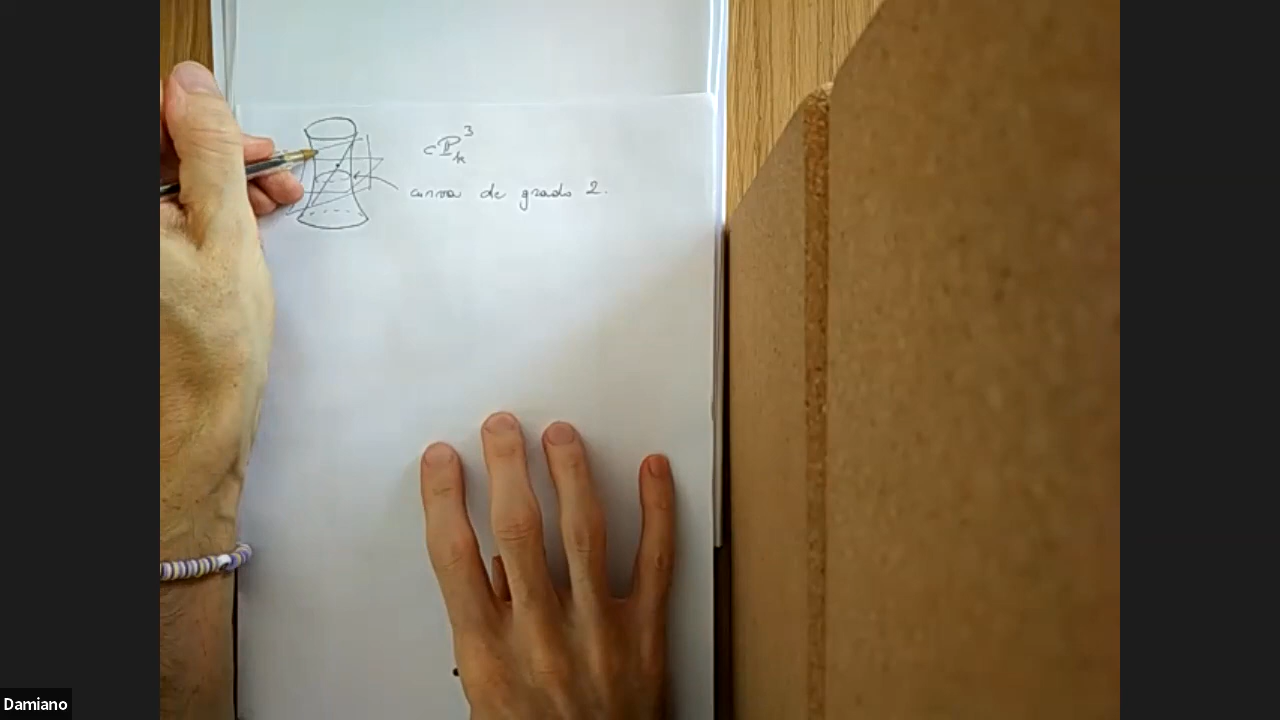 ⊂ ℙ³ₖ
curva de grado 2.
Damiano